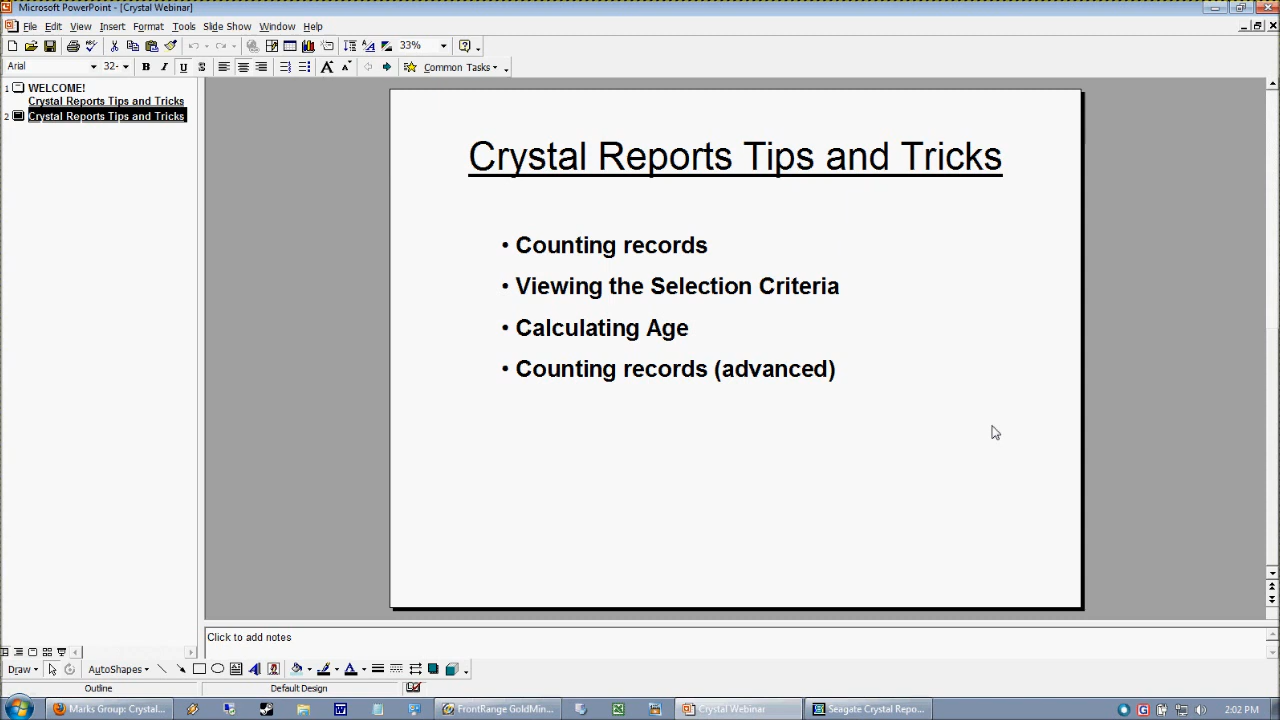 Microsoft PowerPoint - [Crystal Webinar]
File Edit View Insert Format Tools Slide Show Window Help
33%
Arial 32 B I U S A A Common Tasks
1 WELCOME!
Crystal Reports Tips and Tricks
2 Crystal Reports Tips and Tricks
Crystal Reports Tips and Tricks
• Counting records
• Viewing the Selection Criteria
• Calculating Age
• Counting records (advanced)
Click to add notes
Draw AutoShapes
Outline Default Design
Marks Group: Crystal... FrontRange GoldMin... Crystal Webinar Seagate Crystal Repo... 2:02 PM